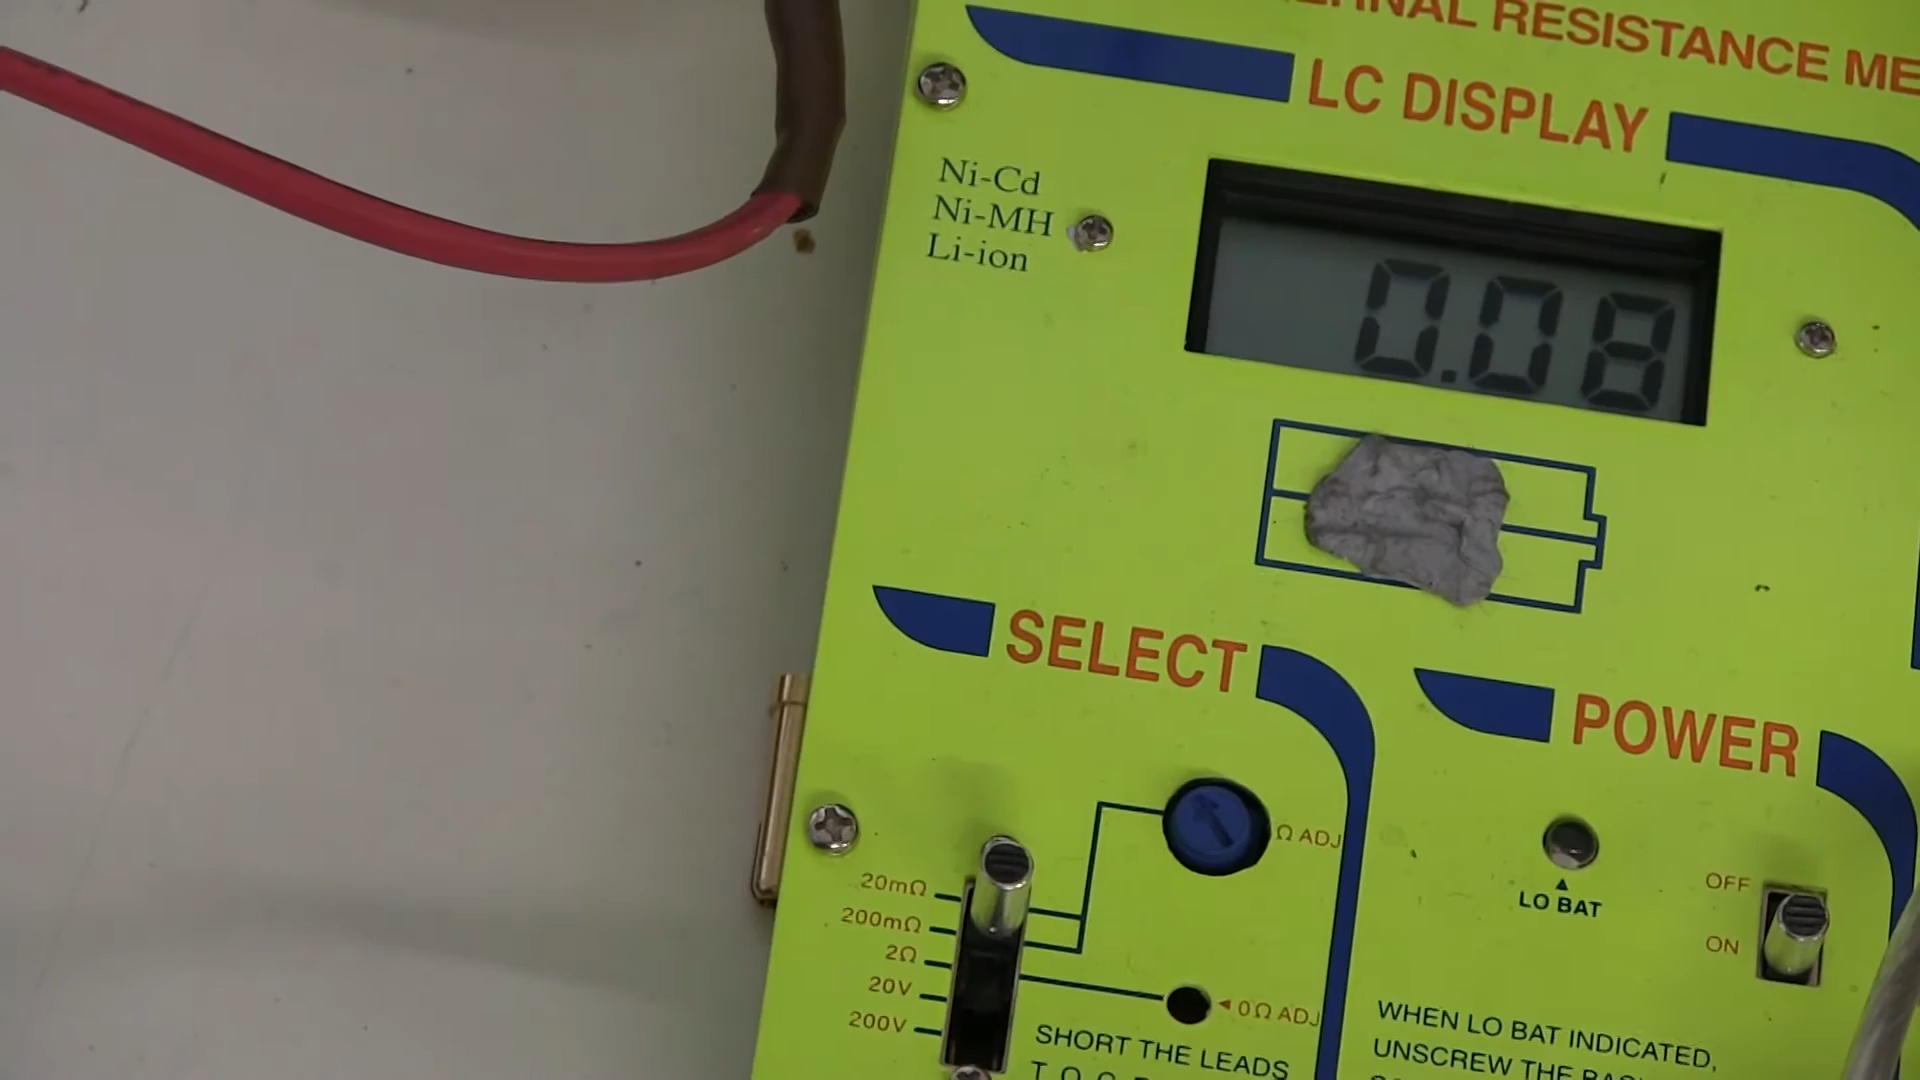 RESISTANCE
LC DISPLAY
Ni-Cd
Ni-MH
Li-ion
0.08
SELECT
POWER
Ω ADJ
20mΩ
200mΩ
2Ω
20V
200V
◄0Ω ADJ
SHORT THE LEADS
LO BAT
OFF
ON
WHEN LO BAT INDICATED,
UNSCREW THE